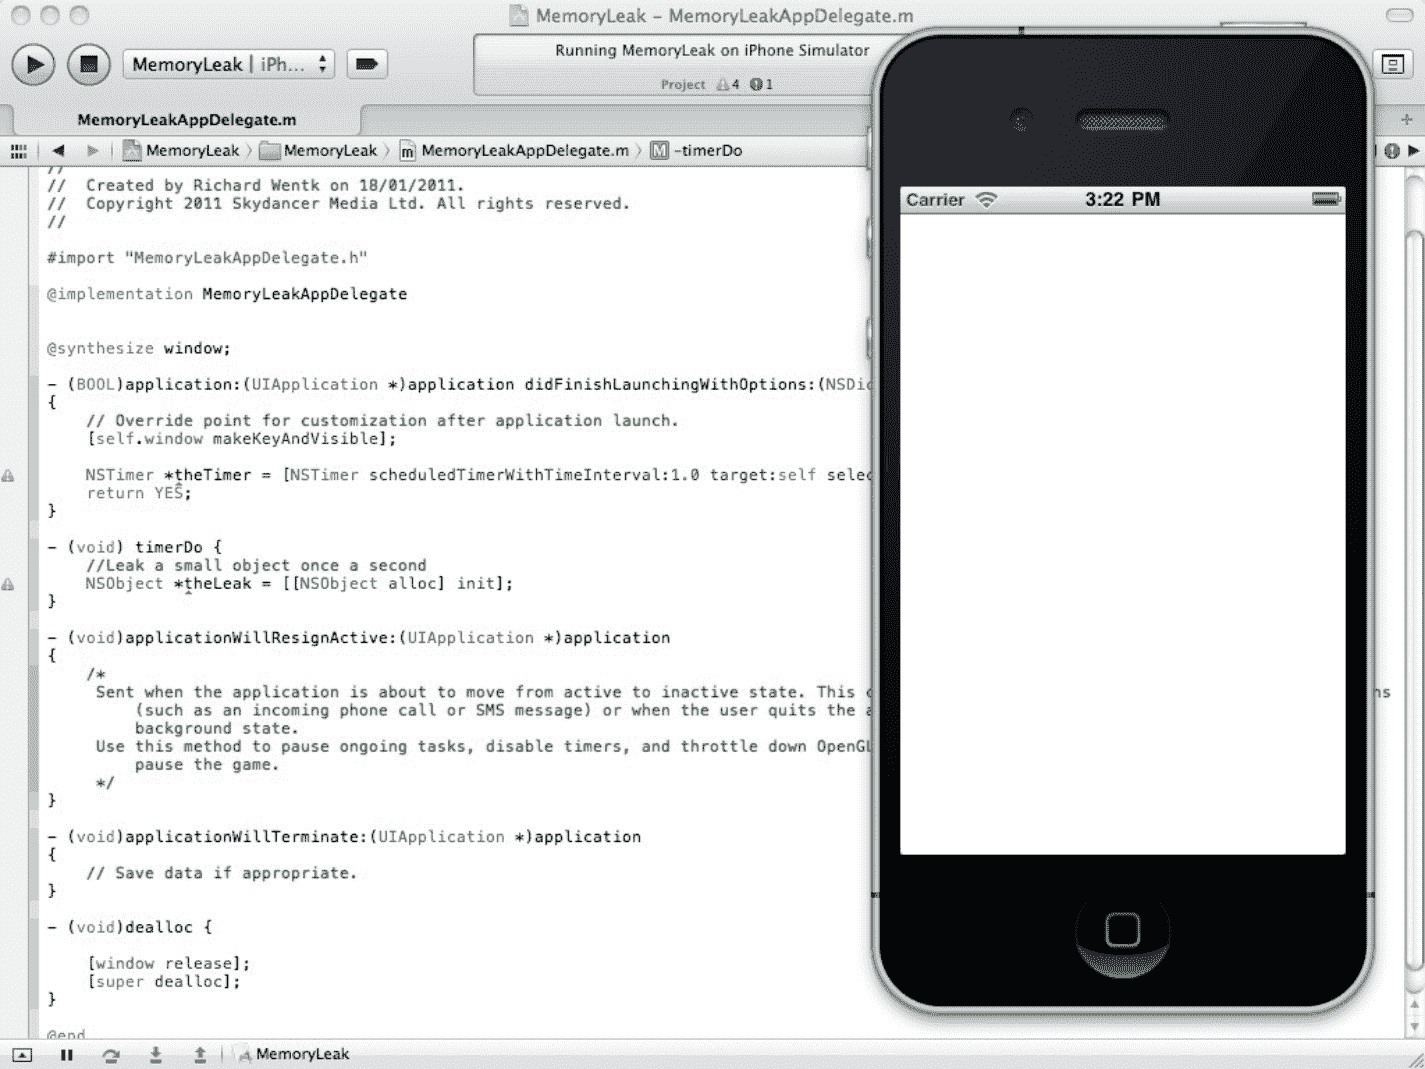 MemoryLeak – MemoryLeakAppDelegate.m
MemoryLeak | iPh...
Running MemoryLeak on iPhone Simulator
Project 4 1
MemoryLeakAppDelegate.m
MemoryLeak MemoryLeak m MemoryLeakAppDelegate.m M -timerDo
//
//  Created by Richard Wentk on 18/01/2011.
//  Copyright 2011 Skydancer Media Ltd. All rights reserved.
//
#import "MemoryLeakAppDelegate.h"
@implementation MemoryLeakAppDelegate
@synthesize window;
- (BOOL)application:(UIApplication *)application didFinishLaunchingWithOptions:(NSDic
{
// Override point for customization after application launch.
[self.window makeKeyAndVisible];
NSTimer *theTimer = [NSTimer scheduledTimerWithTimeInterval:1.0 target:self selec
return YES;
}
- (void) timerDo {
//Leak a small object once a second
NSObject *theLeak = [[NSObject alloc] init];
}
- (void)applicationWillResignActive:(UIApplication *)application
{
/*
Sent when the application is about to move from active to inactive state. This c ns
(such as an incoming phone call or SMS message) or when the user quits the a
background state.
Use this method to pause ongoing tasks, disable timers, and throttle down OpenGL
pause the game.
*/
}
- (void)applicationWillTerminate:(UIApplication *)application
{
// Save data if appropriate.
}
- (void)dealloc {
[window release];
[super dealloc];
}
@end
MemoryLeak
Carrier 3:22 PM